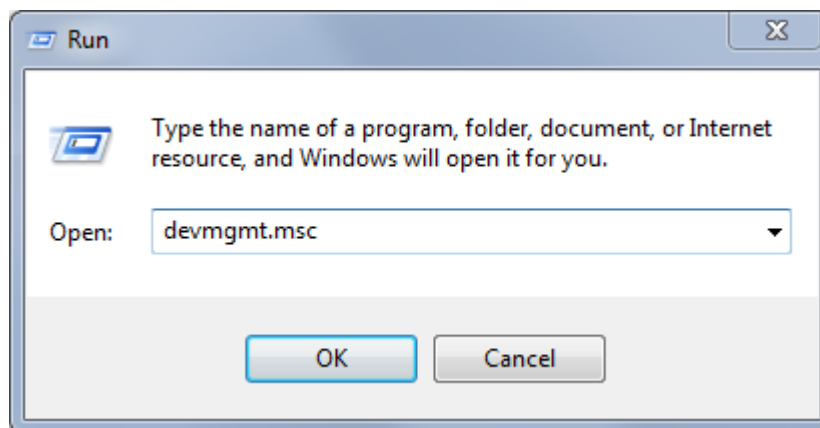 Run
Type the name of a program, folder, document, or Internet
resource, and Windows will open it for you.
Open: devmgmt.msc
OK Cancel